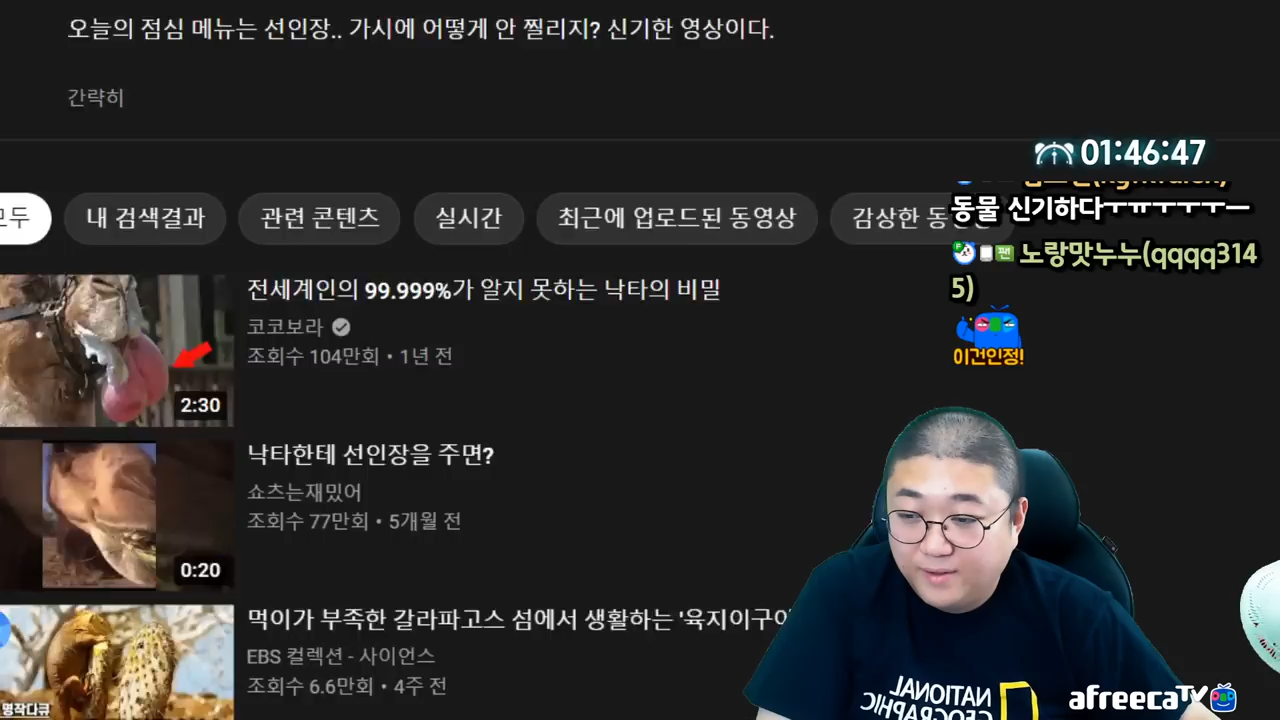 오늘의 점심 메뉴는 선인장.. 가시에 어떻게 안 찔리지? 신기한 영상이다.
간략히
01:46:47
모두
내 검색결과
관련 콘텐츠
실시간
최근에 업로드된 동영상
감상한 동
동물 신기하다ㅜㅠㅜㅜㅜㅡ
팬 노랑맛누누(qqqq314
5)
이건인정!
전세계인의 99.999%가 알지 못하는 낙타의 비밀
코코보라
조회수 104만회 • 1년 전
2:30
낙타한테 선인장을 주면?
쇼츠는재밌어
조회수 77만회 • 5개월 전
0:20
먹이가 부족한 갈라파고스 섬에서 생활하는 '육지이구아
EBS 컬렉션 - 사이언스
조회수 6.6만회 • 4주 전
명작다큐
NATIONAL
GEOGRAPHIC
afreecaTV